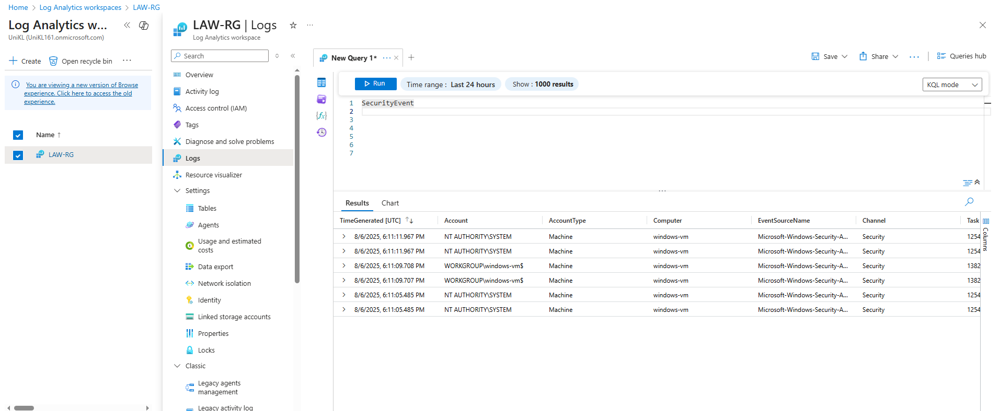 Home > Log Analytics workspaces > LAW-RG
Log Analytics w...
UniKL (UniKL161.onmicrosoft.com)
Create
Open recycle bin
You are viewing a new version of Browse
experience. Click here to access the old
experience.
Name ↑
LAW-RG
LAW-RG | Logs
Log Analytics workspace
Search
Overview
Activity log
Access control (IAM)
Tags
Diagnose and solve problems
Logs
Resource visualizer
Settings
Tables
Agents
Usage and estimated
costs
Data export
Network isolation
Identity
Linked storage accounts
Properties
Locks
Classic
Legacy agents
management
Legacy activity log
New Query 1*
Save
Share
Queries hub
Run
Time range : Last 24 hours
Show : 1000 results
KQL mode
1 SecurityEvent
2
3
4
5
6
7
Results Chart
TimeGenerated [UTC] Account AccountType Computer EventSourceName Channel Task
8/6/2025, 6:11:11.967 PM NT AUTHORITY\SYSTEM Machine windows-vm Microsoft-Windows-Security-A... Security 1254
8/6/2025, 6:11:11.967 PM NT AUTHORITY\SYSTEM Machine windows-vm Microsoft-Windows-Security-A... Security 1254
8/6/2025, 6:11:09.708 PM WORKGROUP\windows-vm$ Machine windows-vm Microsoft-Windows-Security-A... Security 1382
8/6/2025, 6:11:09.707 PM WORKGROUP\windows-vm$ Machine windows-vm Microsoft-Windows-Security-A... Security 1382
8/6/2025, 6:11:05.485 PM NT AUTHORITY\SYSTEM Machine windows-vm Microsoft-Windows-Security-A... Security 1254
8/6/2025, 6:11:05.485 PM NT AUTHORITY\SYSTEM Machine windows-vm Microsoft-Windows-Security-A... Security 1254
Columns